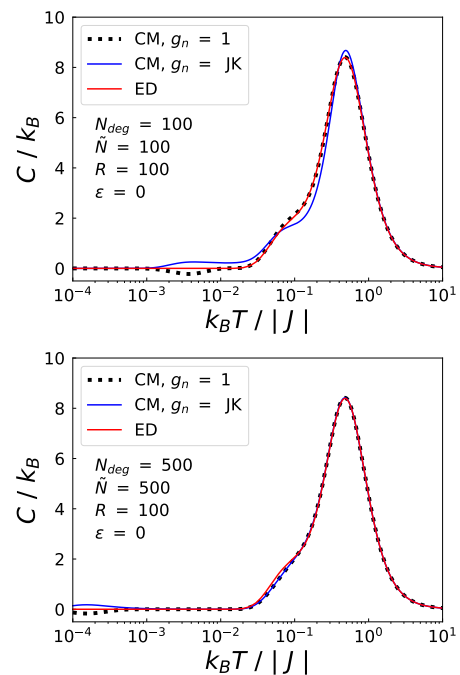 10
8
6
4
2
0
C / k_B
CM, g_n = 1
CM, g_n = JK
ED
N_deg = 100
Ñ = 100
R = 100
ε = 0
10^−4 10^−3 10^−2 10^−1 10^0 10^1
k_BT / | J |
10
8
6
4
2
0
C / k_B
CM, g_n = 1
CM, g_n = JK
ED
N_deg = 500
Ñ = 500
R = 100
ε = 0
10^−4 10^−3 10^−2 10^−1 10^0 10^1
k_BT / | J |